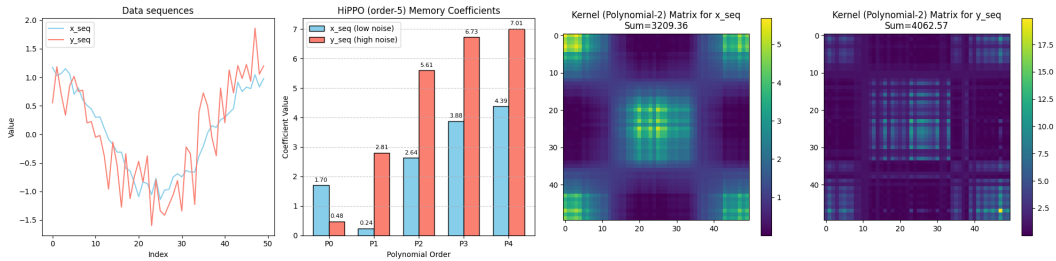 Data sequences
x_seq
y_seq
Value
1.5
1.0
0.5
0.0
−0.5
−1.0
−1.5
0 10 20 30 40 50
Index
HiPPO (order-5) Memory Coefficients
x_seq (low noise)
y_seq (high noise)
Coefficient Value
7
6
5
4
3
2
1
0
1.70
0.48
0.24
2.81
2.64
5.61
3.88
6.73
4.39
7.01
P0 P1 P2 P3 P4
Polynomial Order
Kernel (Polynomial-2) Matrix for x_seq
Sum=3209.36
0
10
20
30
40
0 10 20 30 40
5
4
3
2
1
Kernel (Polynomial-2) Matrix for y_seq
Sum=4062.57
0
10
20
30
40
0 10 20 30 40
17.5
15.0
12.5
10.0
7.5
5.0
2.5